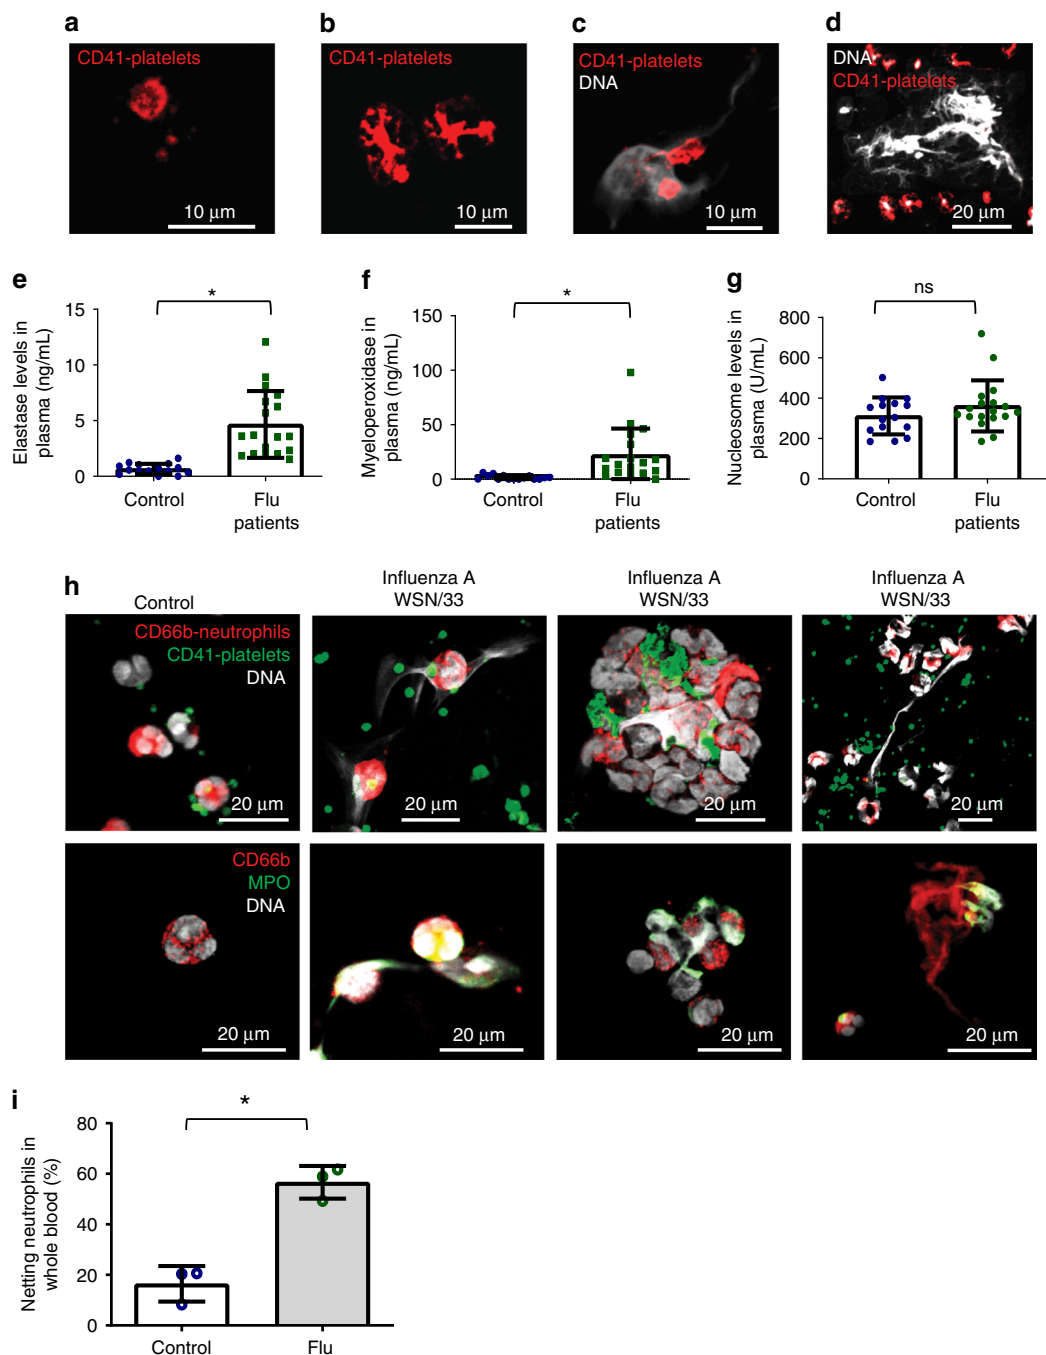 a
CD41-platelets
10 μm
b
CD41-platelets
10 μm
c
CD41-platelets
DNA
10 μm
d
DNA
CD41-platelets
20 μm
e
Elastase levels in
plasma (ng/mL)
15
10
5
0
*
Control
Flu
patients
f
Myeloperoxidase in
plasma (ng/mL)
150
100
50
0
*
Control
Flu
patients
g
Nucleosome levels in
plasma (U/mL)
800
600
400
200
0
ns
Control
Flu
patients
h
Control
Influenza A
WSN/33
Influenza A
WSN/33
Influenza A
WSN/33
CD66b-neutrophils
CD41-platelets
DNA
20 μm
20 μm
20 μm
20 μm
CD66b
MPO
DNA
20 μm
20 μm
20 μm
20 μm
i
Netting neutrophils in
whole blood (%)
80
60
40
20
0
*
Control
Flu